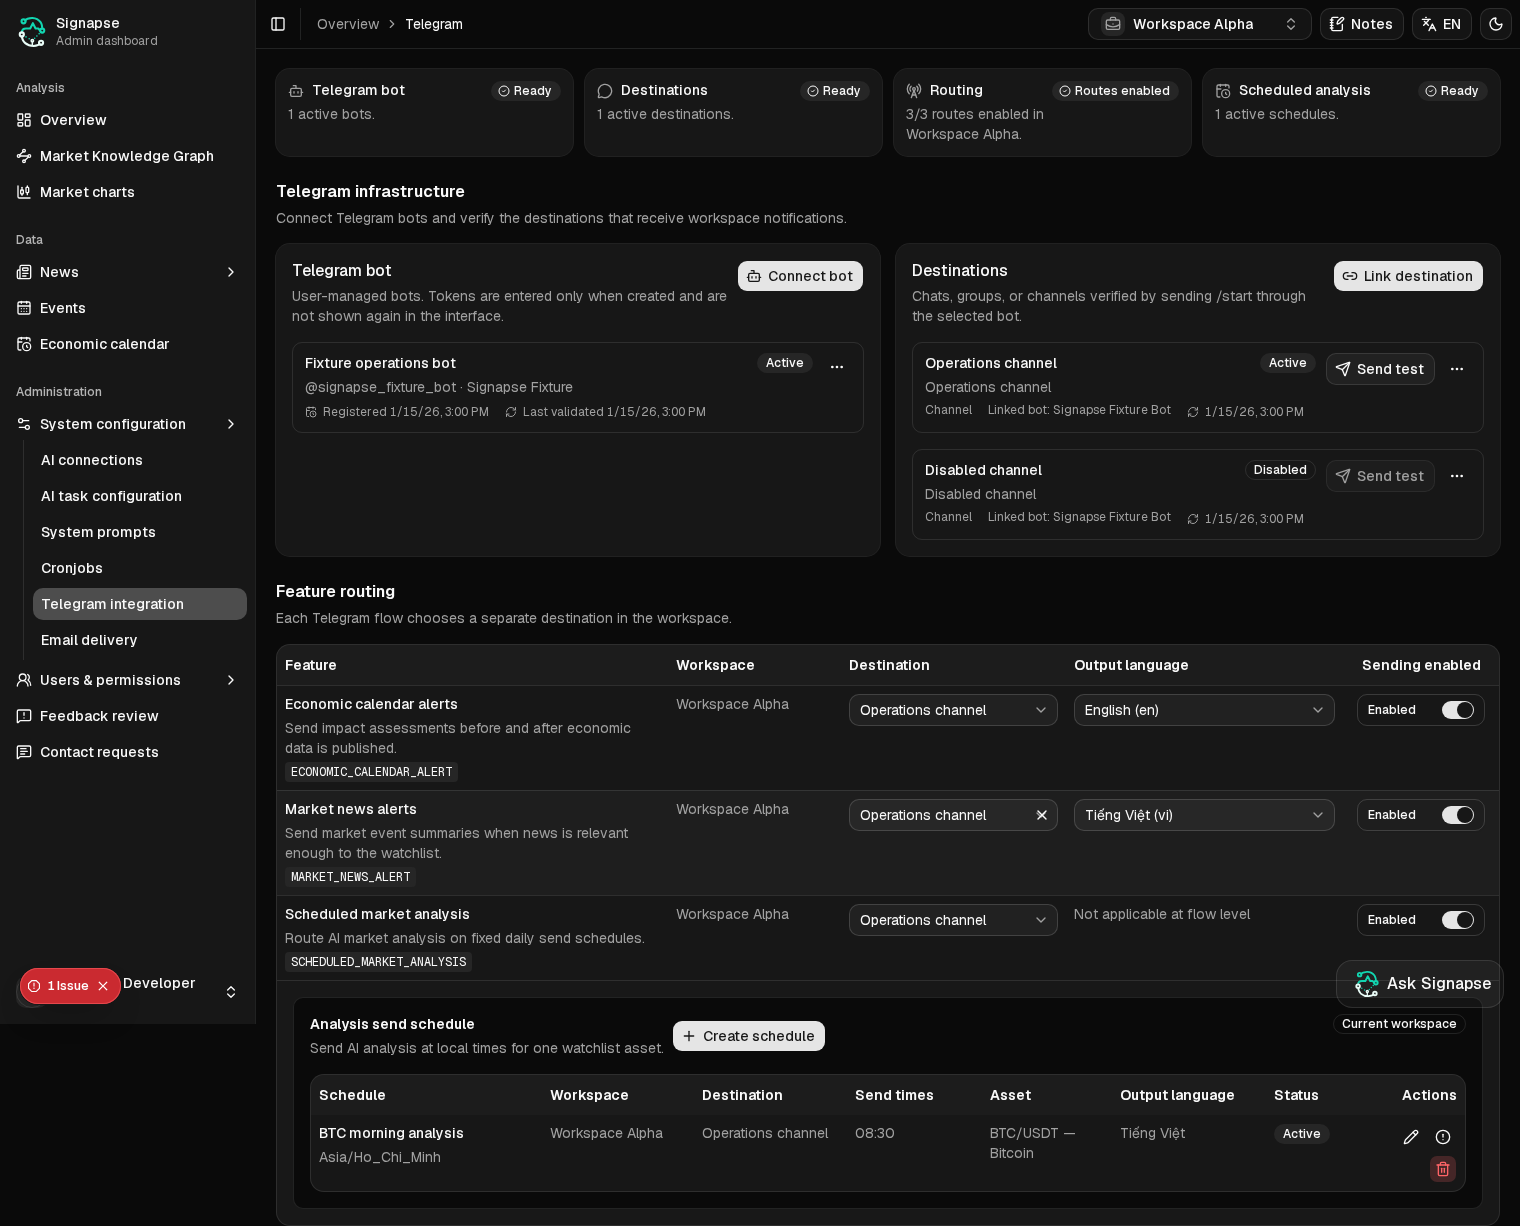 Signapse
Admin dashboard
Analysis
Overview
Market Knowledge Graph
Market charts
Data
News
Events
Economic calendar
Administration
System configuration
AI connections
AI task configuration
System prompts
Cronjobs
Telegram integration
Email delivery
Users & permissions
Feedback review
Contact requests
1 Issue
Developer
Overview
Telegram
Workspace Alpha
Notes
EN
Telegram bot
Ready
1 active bots.
Destinations
Ready
1 active destinations.
Routing
Routes enabled
3/3 routes enabled in
Workspace Alpha.
Scheduled analysis
Ready
1 active schedules.
Telegram infrastructure
Connect Telegram bots and verify the destinations that receive workspace notifications.
Telegram bot
Connect bot
User-managed bots. Tokens are entered only when created and are
not shown again in the interface.
Fixture operations bot
Active
@signapse_fixture_bot · Signapse Fixture
Registered 1/15/26, 3:00 PM
Last validated 1/15/26, 3:00 PM
Destinations
Link destination
Chats, groups, or channels verified by sending /start through
the selected bot.
Operations channel
Active
Send test
Operations channel
Channel
Linked bot: Signapse Fixture Bot
1/15/26, 3:00 PM
Disabled channel
Disabled
Send test
Disabled channel
Channel
Linked bot: Signapse Fixture Bot
1/15/26, 3:00 PM
Feature routing
Each Telegram flow chooses a separate destination in the workspace.
Feature
Workspace
Destination
Output language
Sending enabled
Economic calendar alerts
Send impact assessments before and after economic
data is published.
ECONOMIC_CALENDAR_ALERT
Workspace Alpha
Operations channel
English (en)
Enabled
Market news alerts
Send market event summaries when news is relevant
enough to the watchlist.
MARKET_NEWS_ALERT
Workspace Alpha
Operations channel
Tiếng Việt (vi)
Enabled
Scheduled market analysis
Route AI market analysis on fixed daily send schedules.
SCHEDULED_MARKET_ANALYSIS
Workspace Alpha
Operations channel
Not applicable at flow level
Enabled
Ask Signapse
Analysis send schedule
Send AI analysis at local times for one watchlist asset.
Create schedule
Current workspace
Schedule
Workspace
Destination
Send times
Asset
Output language
Status
Actions
BTC morning analysis
Asia/Ho_Chi_Minh
Workspace Alpha
Operations channel
08:30
BTC/USDT —
Bitcoin
Tiếng Việt
Active